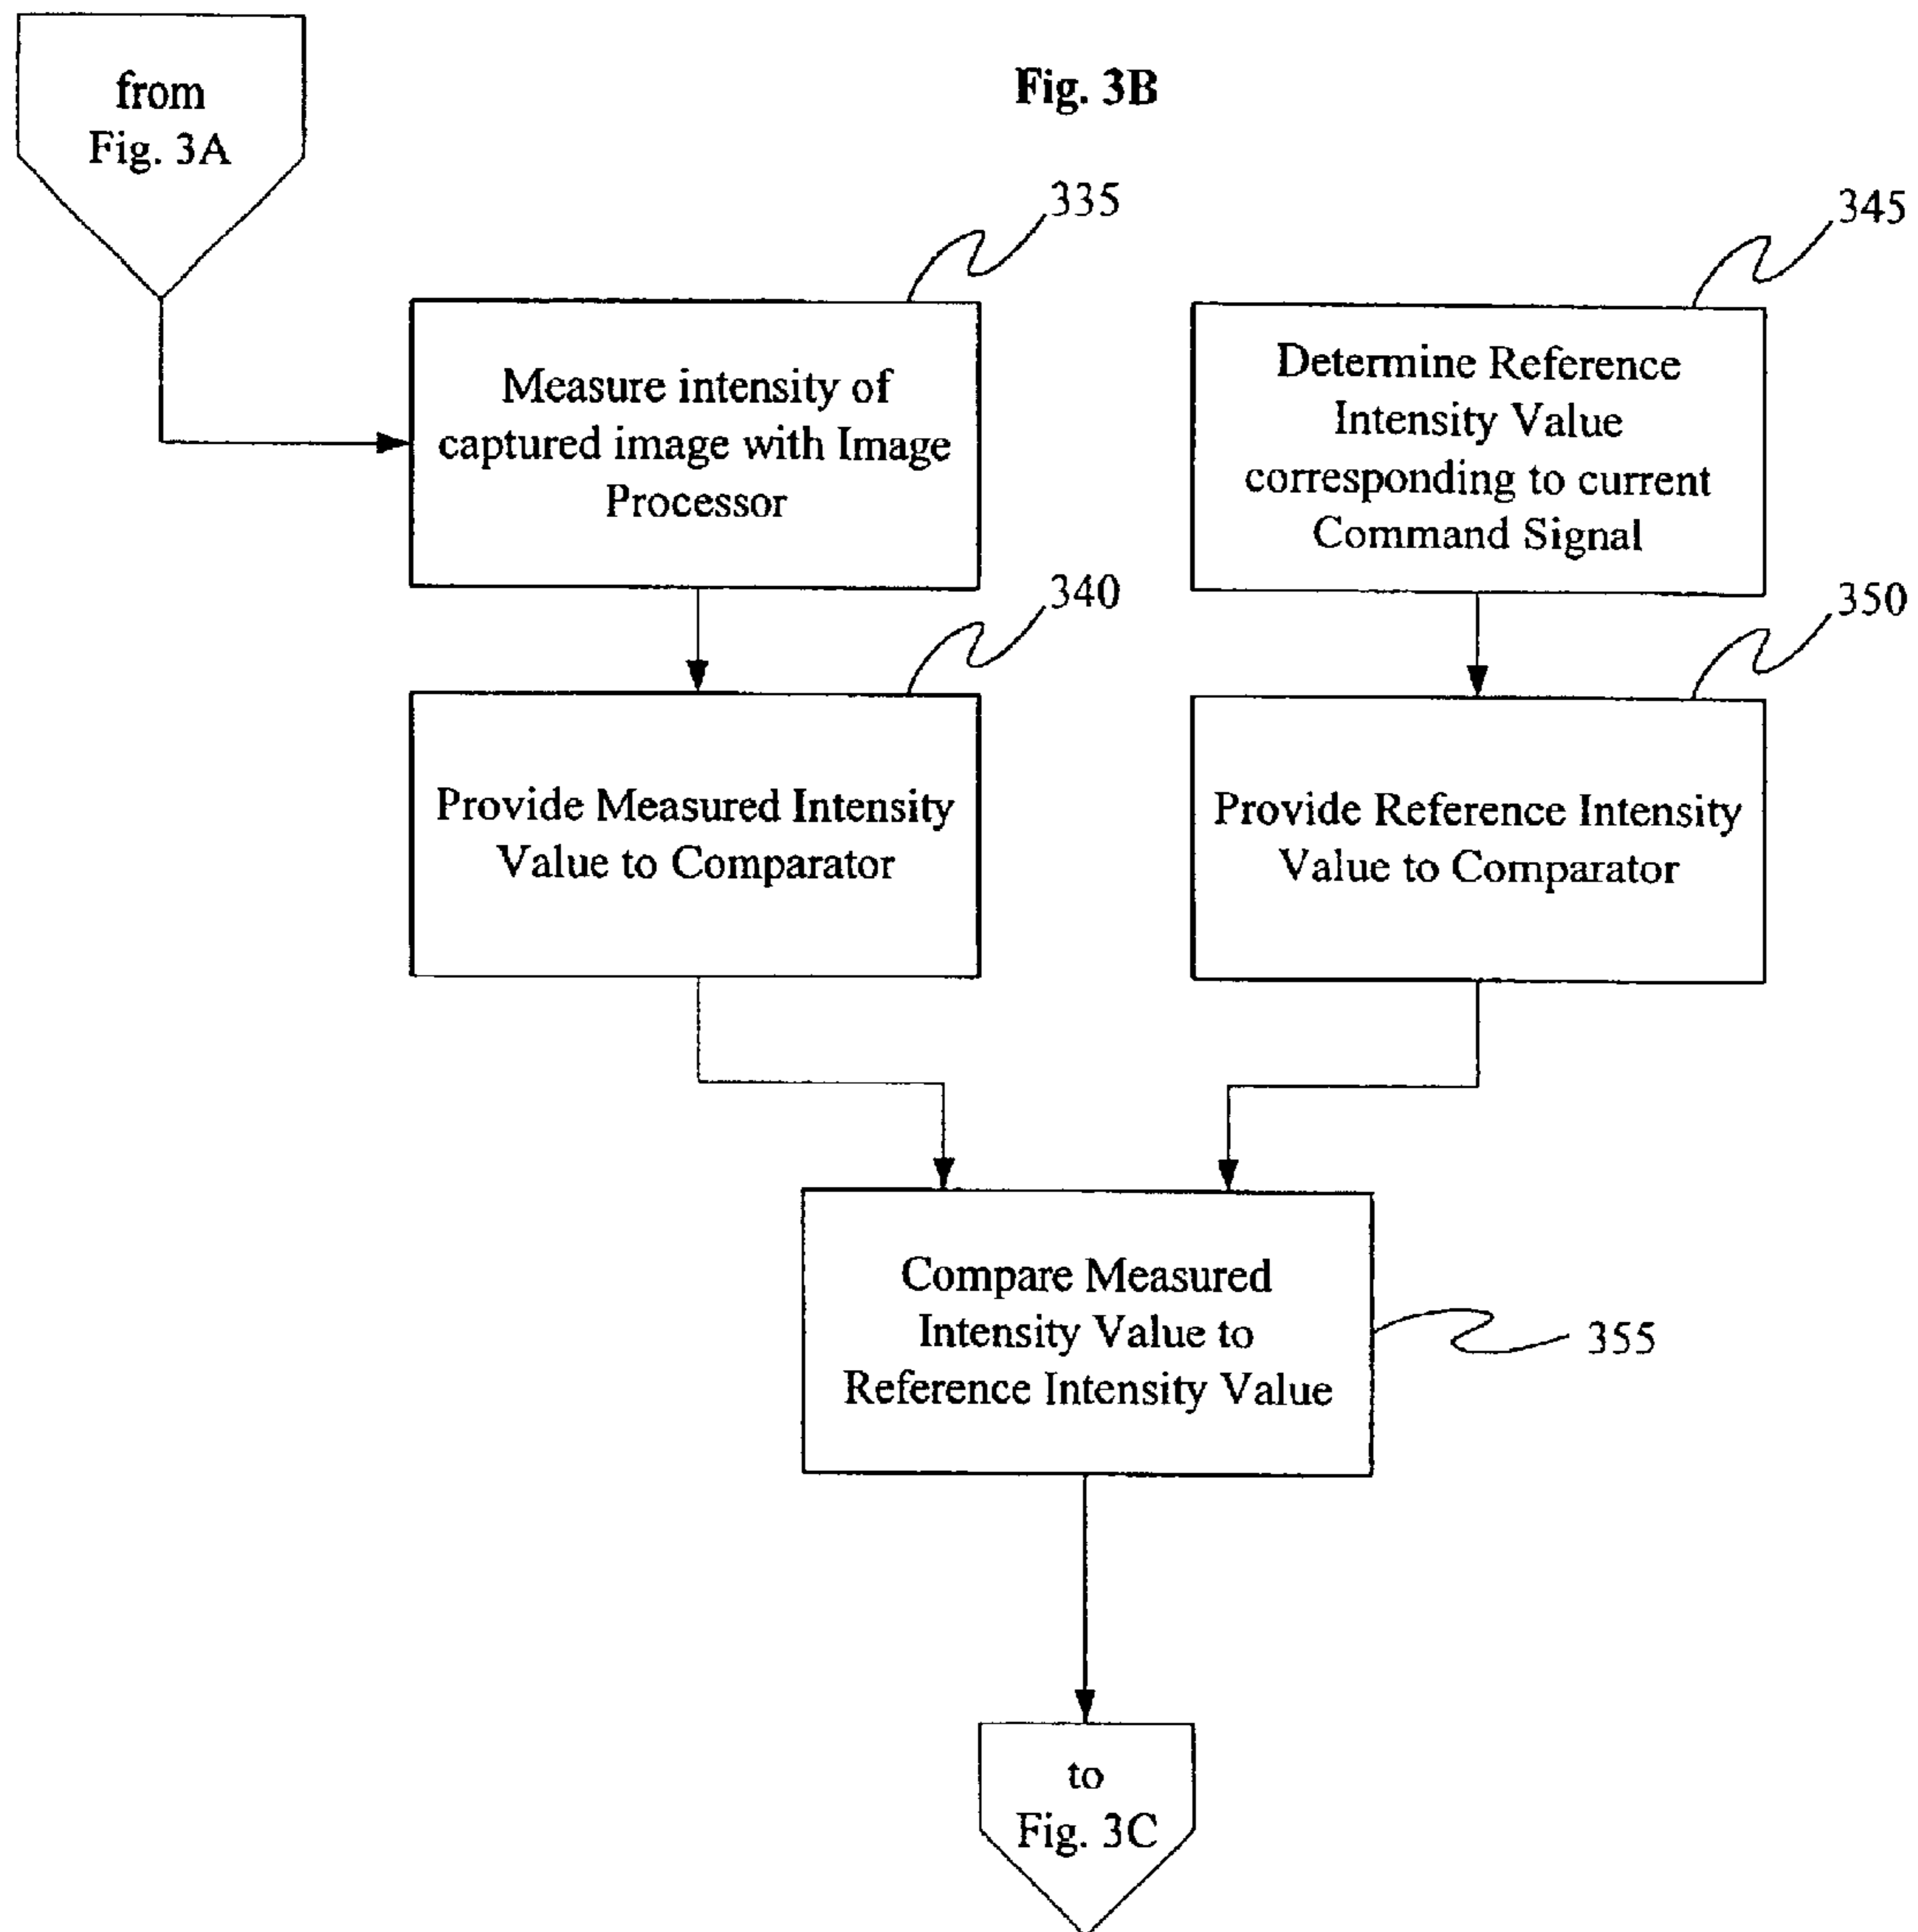 from
Fig. 3A
Fig. 3B
335
345
Measure intensity of
captured image with Image
Processor
Determine Reference
Intensity Value
corresponding to current
Command Signal
340
350
Provide Measured Intensity
Value to Comparator
Provide Reference Intensity
Value to Comparator
Compare Measured
Intensity Value to
Reference Intensity Value
355
to
Fig. 3C